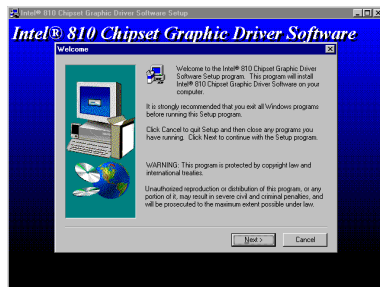 Intel® 810 Chipset Graphic Driver Software Setup
Intel® 810 Chipset Graphic Driver Software
Welcome
Welcome to the Intel® 810 Chipset Graphic Driver
Software Setup program. This program will install
Intel® 810 Chipset Graphic Driver Software on your
computer.
It is strongly recommended that you exit all Windows programs
before running this Setup program.
Click Cancel to quit Setup and then close any programs you
have running. Click Next to continue with the Setup program.
WARNING: This program is protected by copyright law and
international treaties.
Unauthorized reproduction or distribution of this program, or any
portion of it, may result in severe civil and criminal penalties, and
will be prosecuted to the maximum extent possible under law.
Next >
Cancel